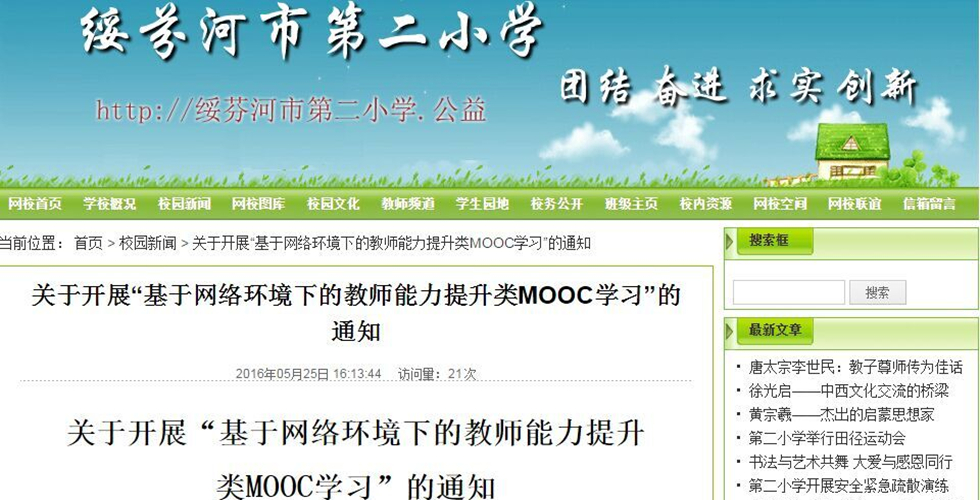 绥芬河市第二小学
团结 奋进 求实 创新
http://绥芬河市第二小学.公益
网校首页 学校概况 校园新闻 网校图库 校园文化 教师频道 学生园地 校务公开 班级主页 校内资源 网校空间 网校联谊 信箱留言
当前位置： 首页 > 校园新闻 > 关于开展“基于网络环境下的教师能力提升类MOOC学习”的通知
关于开展“基于网络环境下的教师能力提升类MOOC学习”的
通知
2016年05月25日 16:13:44 访问量：21次
关于开展“基于网络环境下的教师能力提升
类MOOC学习”的通知
搜索框
搜索
最新文章
· 唐太宗李世民：教子尊师传为佳话
· 徐光启——中西文化交流的桥梁
· 黄宗羲——杰出的启蒙思想家
· 第二小学举行田径运动会
· 书法与艺术共舞 大爱与感恩同行
· 第二小学开展安全紧急疏散演练